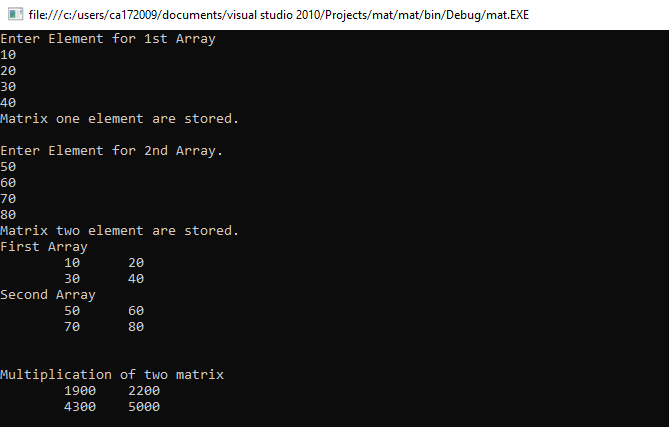 file:///c:/users/ca172009/documents/visual studio 2010/Projects/mat/mat/bin/Debug/mat.EXE
Enter Element for 1st Array
10
20
30
40
Matrix one element are stored.
Enter Element for 2nd Array.
50
60
70
80
Matrix two element are stored.
First Array
10 20
30 40
Second Array
50 60
70 80
Multiplication of two matrix
1900 2200
4300 5000